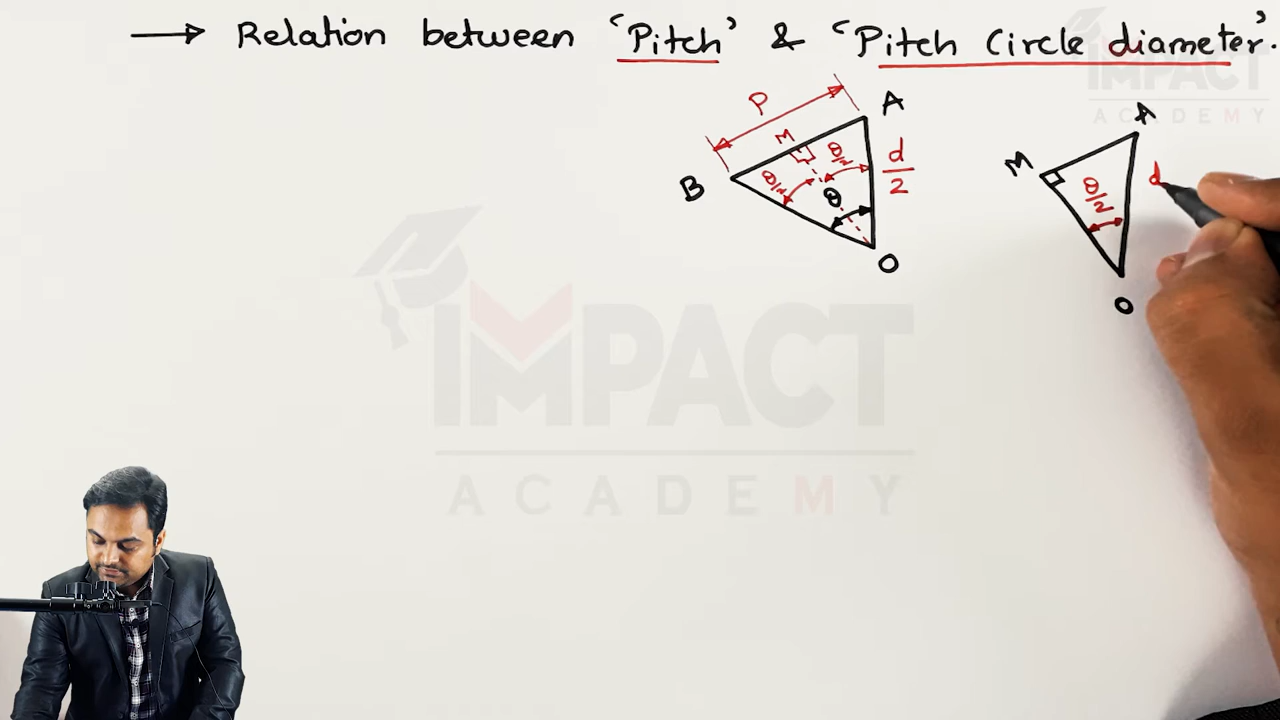 → Relation between 'Pitch' & 'Pitch Circle diameter'.
IMPACT
ACADEMY
P
A
M
θ/2
d/2
θ/2
θ
B
O
A
M
θ/2
d
O
IMPACT
ACADEMY